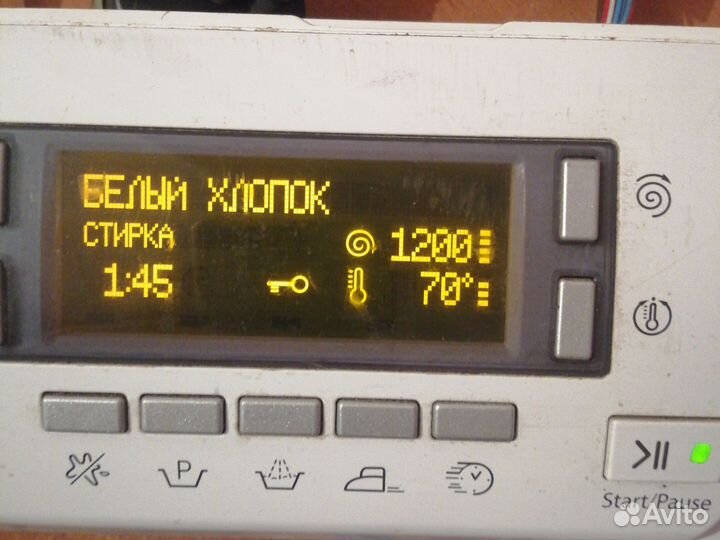 БЕЛЫЙ ХЛОПОК
СТИРКА 1200
1:45 70°
P
Start/Pause
Avito